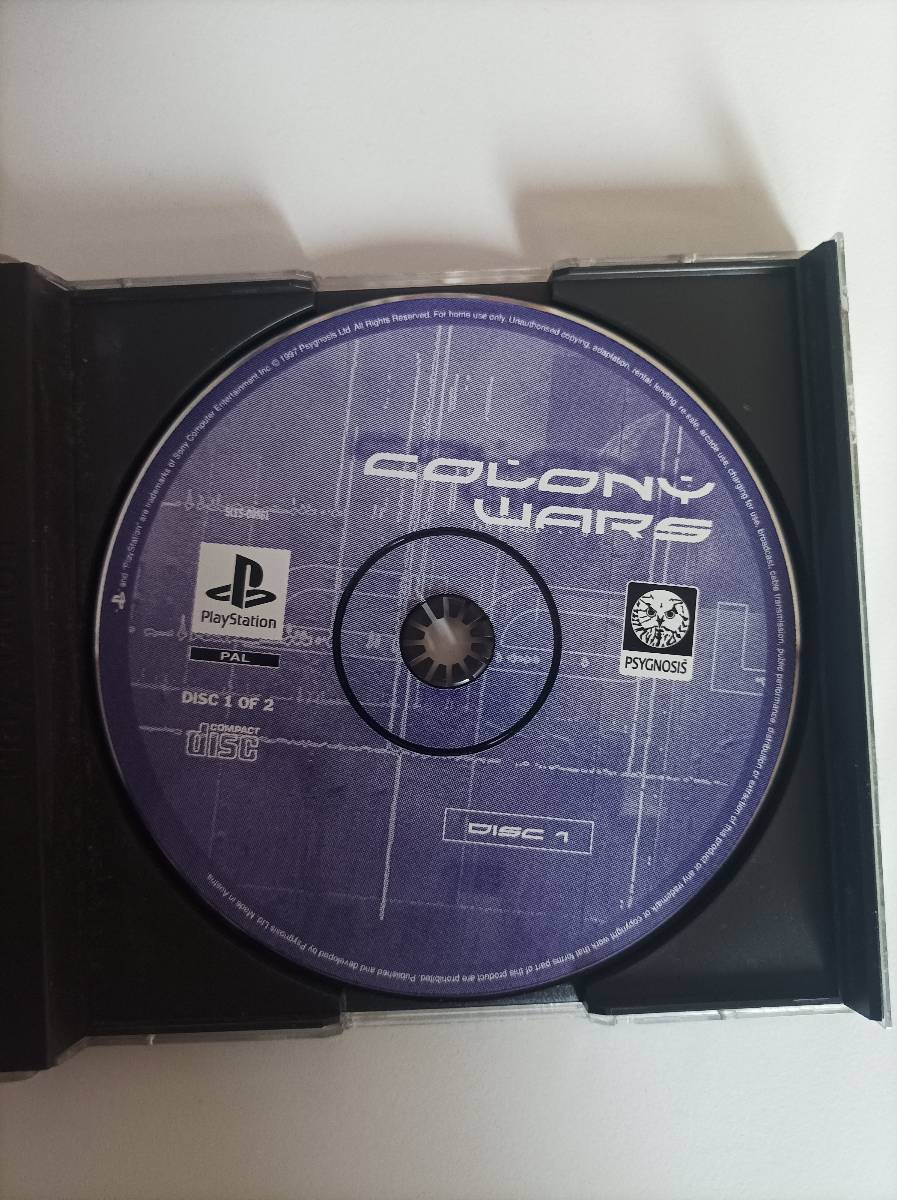 and "PlayStation" are trademarks of Sony Computer Entertainment Inc. © 1997 Psygnosis Ltd. All Rights Reserved. For home use only. Unauthorised copying, adaptation, rental, lending, re-sale, arcade use, charging for use, broadcast, cable transmission, public performance, distribution or extraction of this product or any trademark or copyright work that forms part of this product are prohibited. Published and developed by Psygnosis Ltd. Made in Austria.
COLONY
WARS
PlayStation
PAL
PSYGNOSIS
DISC 1 OF 2
COMPACT
disc
DISC 1